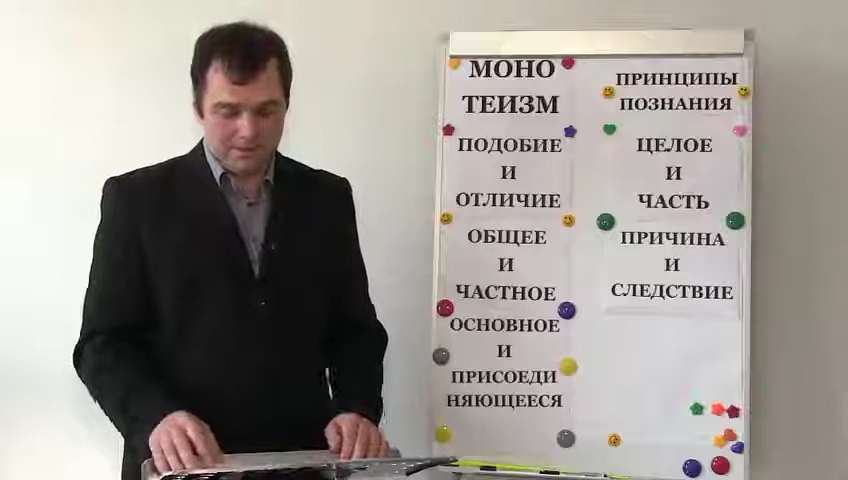 МОНО
ТЕИЗМ
ПОДОБИЕ
И
ОТЛИЧИЕ
ОБЩЕЕ
И
ЧАСТНОЕ
ОСНОВНОЕ
И
ПРИСОЕДИ
НЯЮЩЕЕСЯ
ПРИНЦИПЫ
ПОЗНАНИЯ
ЦЕЛОЕ
И
ЧАСТЬ
ПРИЧИНА
И
СЛЕДСТВИЕ